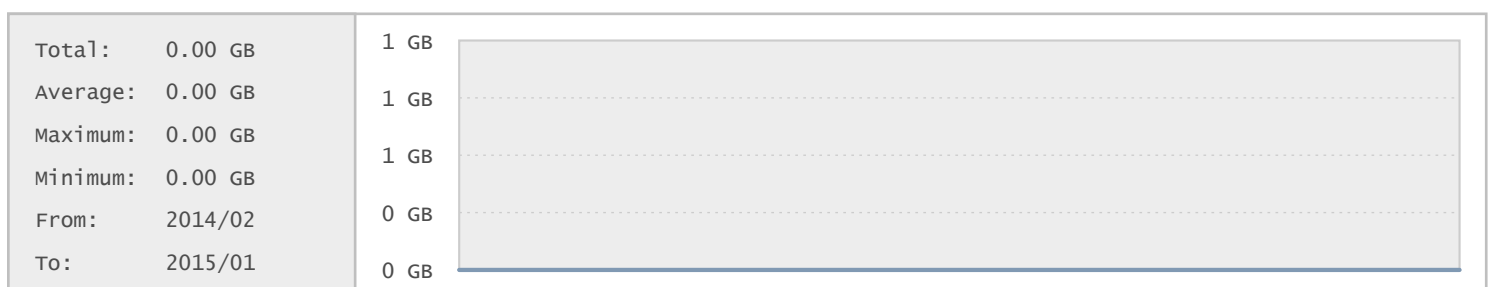 Total: 0.00 GB
Average: 0.00 GB
Maximum: 0.00 GB
Minimum: 0.00 GB
From: 2014/02
To: 2015/01
1 GB
1 GB
1 GB
0 GB
0 GB